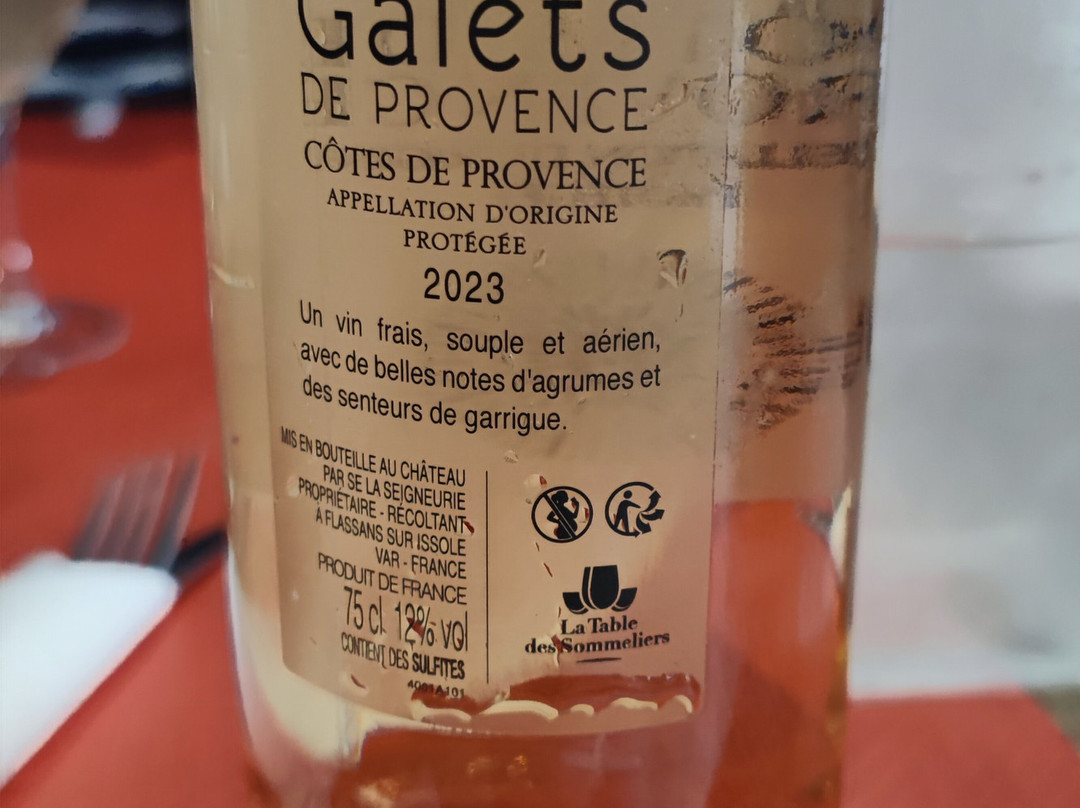 Galets
DE PROVENCE
CÔTES DE PROVENCE
APPELLATION D'ORIGINE
PROTÉGÉE
2023
Un vin frais, souple et aérien,
avec de belles notes d'agrumes et
des senteurs de garrigue.
MIS EN BOUTEILLE AU CHÂTEAU
PAR SE LA SEIGNEURIE
PROPRIÉTAIRE - RÉCOLTANT
À FLASSANS SUR ISSOLE
VAR - FRANCE
PRODUIT DE FRANCE
75 cl 12% vol
CONTIENT DES SULFITES
4001A101
La Table
des Sommeliers